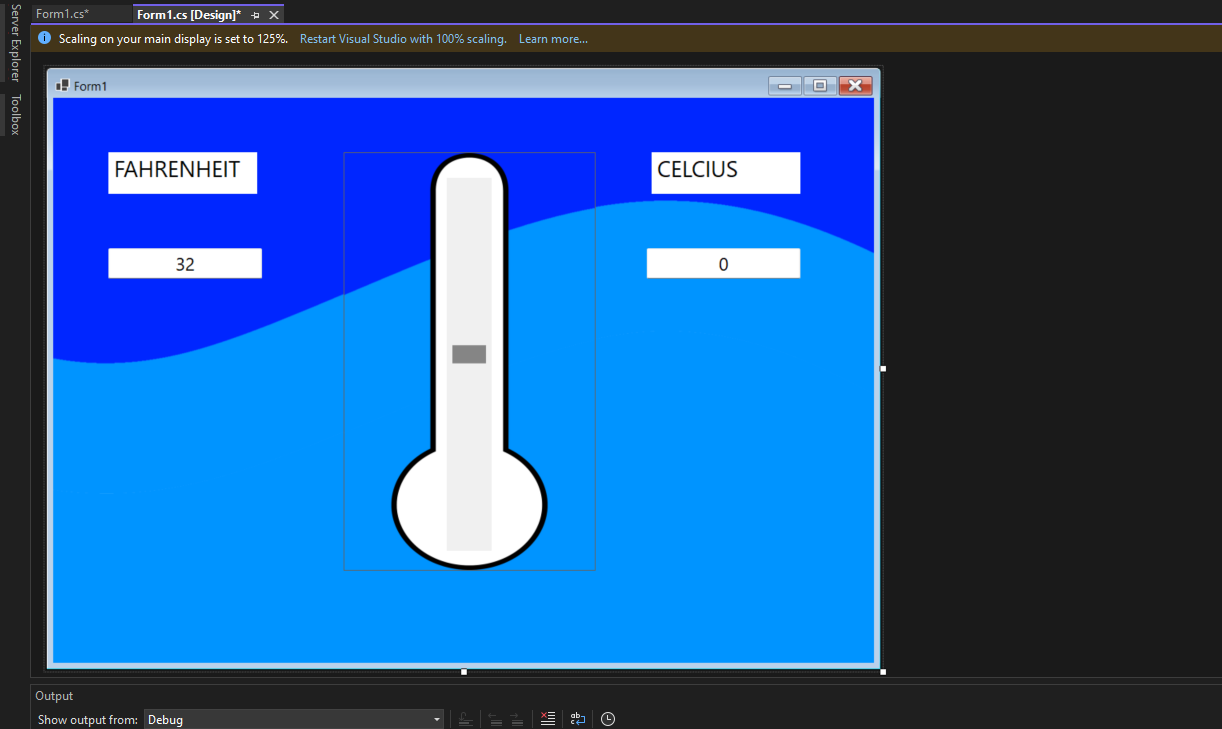 Form1.cs*
Form1.cs [Design]*
Server Explorer
Toolbox
Scaling on your main display is set to 125%. Restart Visual Studio with 100% scaling. Learn more...
Form1
FAHRENHEIT
CELCIUS
32
0
Output
Show output from: Debug
ab